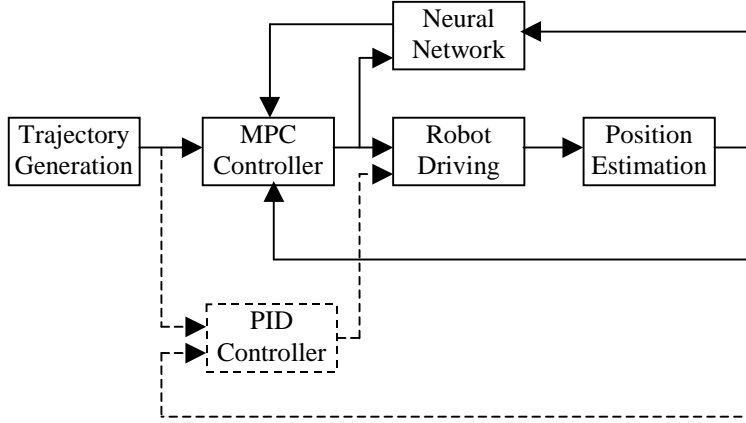 Neural
Network
Trajectory
Generation
MPC
Controller
Robot
Driving
Position
Estimation
PID
Controller